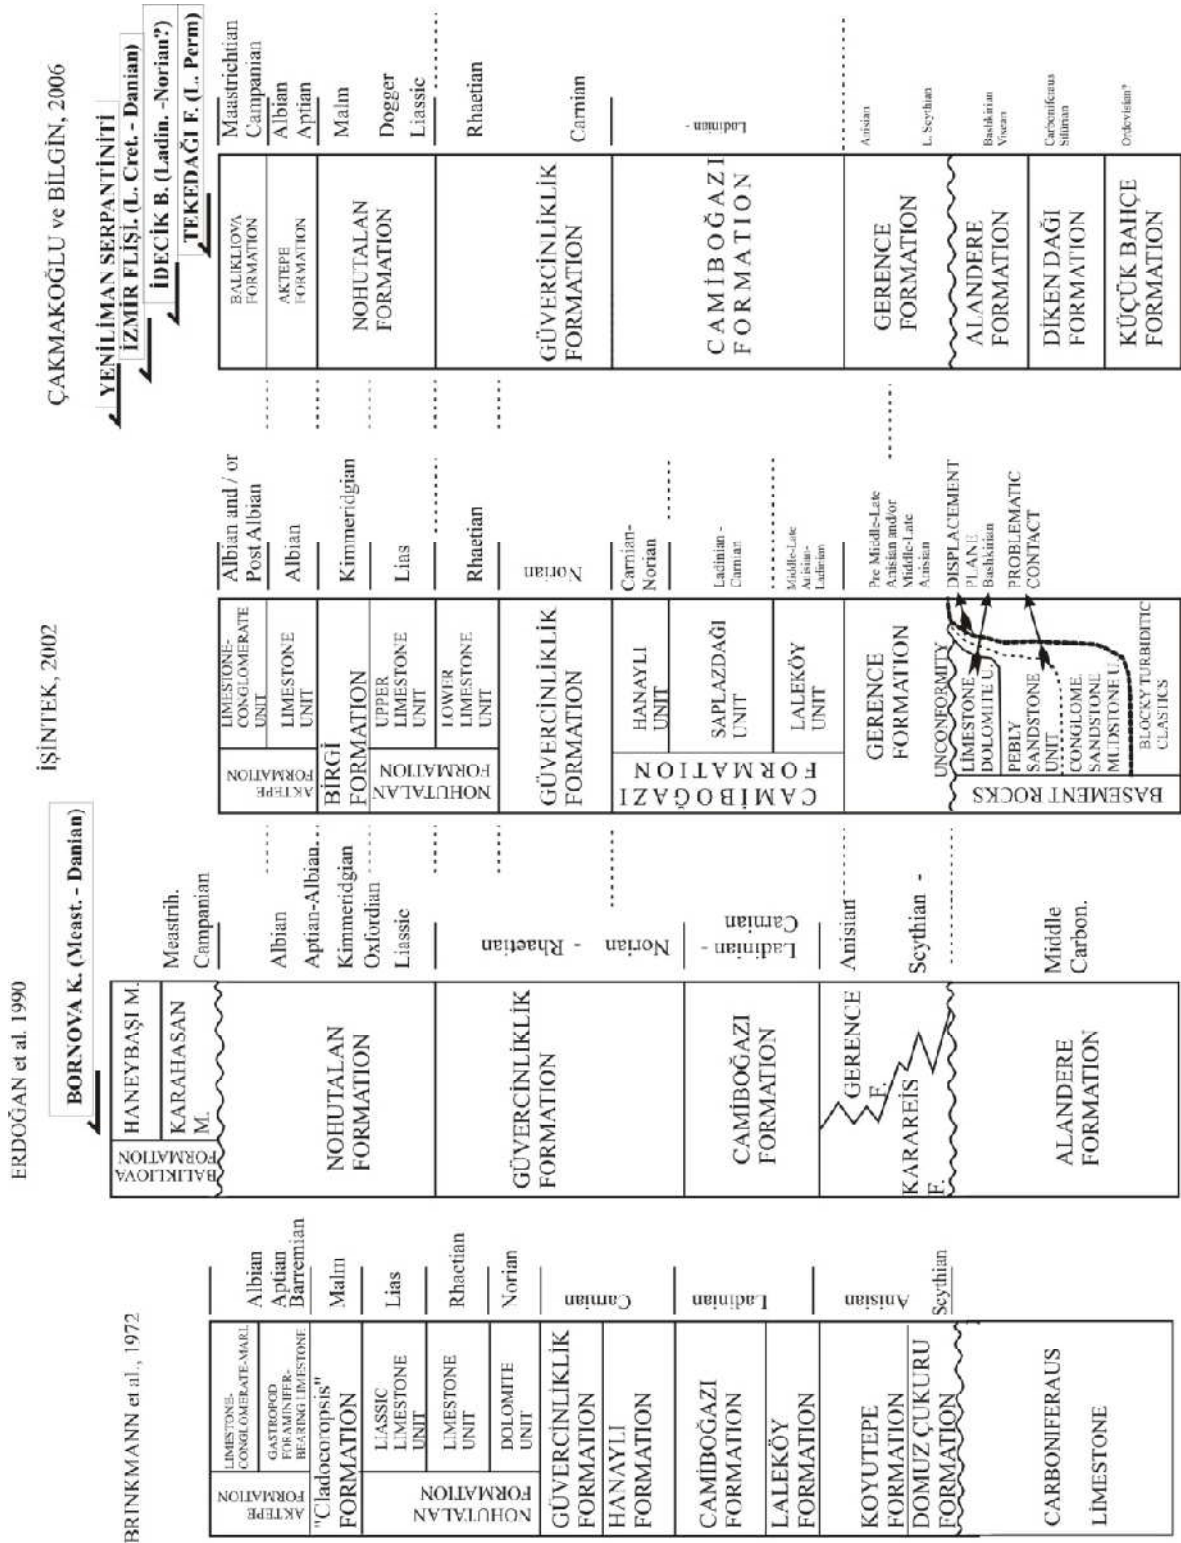 BRINKMANN et al., 1972
LIMESTONE-
CONGLOMERATE-MARL
GASTROPOD
FORAMINIFER-
BEARING LIMESTONE
AKTEPE
FORMATION
"Cladocoropsis"
FORMATION
LIASSIC
LIMESTONE
UNIT
LIMESTONE
UNIT
DOLOMITE
UNIT
NOHUTALAN
FORMATION
GÜVERCİNLİKLİK
FORMATION
HANAYLI
FORMATION
CAMİBOĞAZI
FORMATION
LALEKÖY
FORMATION
KOYUTEPE
FORMATION
DOMUZ ÇUKURU
FORMATION
CARBONIFERAUS
LİMESTONE
Albian
Aptian
Barremian
Malm
Lias
Rhaetian
Norian
Carnian
Ladinian
Anisian
Scythian
ERDOĞAN et al. 1990
BORNOVA K. (Meast. - Danian)
HANEYBAŞI M.
KARAHASAN
M.
BALIKLIOVA
FORMATION
NOHUTALAN
FORMATION
GÜVERCİNLİKLİK
FORMATION
CAMİBOĞAZI
FORMATION
GERENCE
F.
KARAREİS
F.
ALANDERE
FORMATION
Meastrih.
Campanian
Albian
Aptian-Albian
Kimmeridgian
Oxfordian
Liassic
Norian - Rhaetian
Ladinian -
Carnian
Anisian
Scythian -
Middle
Carbon.
İŞİNTEK, 2002
LIMESTONE-
CONGLOMERATE
UNIT
LIMESTONE
UNIT
AKTEPE
FORMATION
BİRGİ
FORMATION
UPPER
LIMESTONE
UNIT
LOWER
LIMESTONE
UNIT
NOHUTALAN
FORMATION
GÜVERCİNLİKLİK
FORMATION
HANAYLI
UNIT
SAPLAZDAĞI
UNIT
LALEKÖY
UNIT
CAMİBOĞAZI
FORMATION
GERENCE
FORMATION
UNCONFORMITY
LİMESTONE
DOLOMITE U.
PEBLY
SANDSTONE
UNIT
CONGLOME.
SANDSTONE
MUDSTONE U.
BLOCKY TURBIDITIC
CLASTICS
BASEMENT ROCKS
Albian and / or
Post Albian
Albian
Kimmeridgian
Lias
Rhaetian
Norian
Carnian-
Norian
Ladinian -
Carnian
Middle-Late
Anisian-
Ladinian
Pre Middle-Late
Anisian and/or
Middle-Late
Anisian
DISPLACEMENT
PLANE
Bashkirian
PROBLEMATIC
CONTACT
ÇAKMAKOĞLU ve BİLGİN, 2006
YENİLİMAN SERPANTİNİTİ
İZMİR FLİŞİ. (L. Cret. - Danian)
İDECİK B. (Ladin. -Norian?)
TEKEDAĞI F. (L. Perm)
BALIKLIOVA
FORMATION
AKTEPE
FORMATION
NOHUTALAN
FORMATION
GÜVERCİNLİKLİK
FORMATION
CAMİBOĞAZI
FORMATION
GERENCE
FORMATION
ALANDERE
FORMATION
DİKEN DAĞI
FORMATION
KÜÇÜK BAHÇE
FORMATION
Maastrichtian
Campanian
Albian
Aptian
Malm
Dogger
Liassic
Rhaetian
Carnian
Ladinian -
Anisian
L. Scythian
Bashkirian
Visean
Carboniferaus
Silurian
Ordevisian?